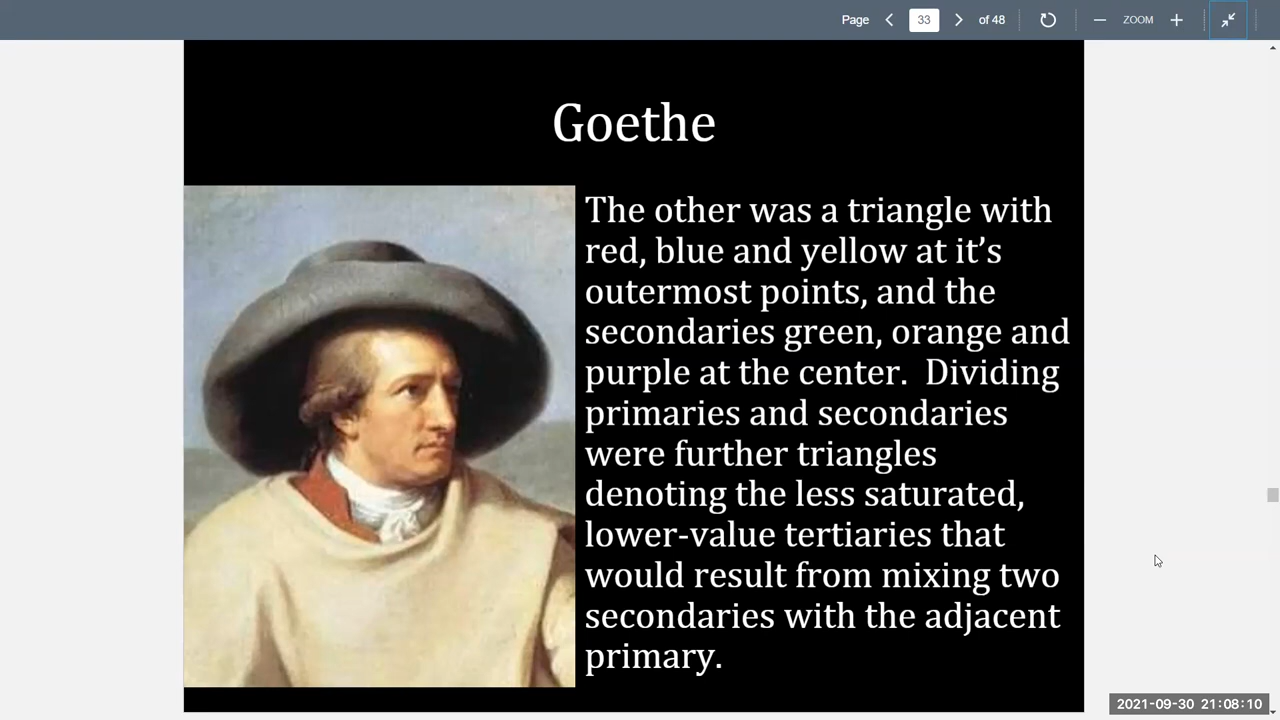 Page 33 of 48 ZOOM
Goethe
The other was a triangle with
red, blue and yellow at it’s
outermost points, and the
secondaries green, orange and
purple at the center.  Dividing
primaries and secondaries
were further triangles
denoting the less saturated,
lower-value tertiaries that
would result from mixing two
secondaries with the adjacent
primary.
2021-09-30 21:08:10